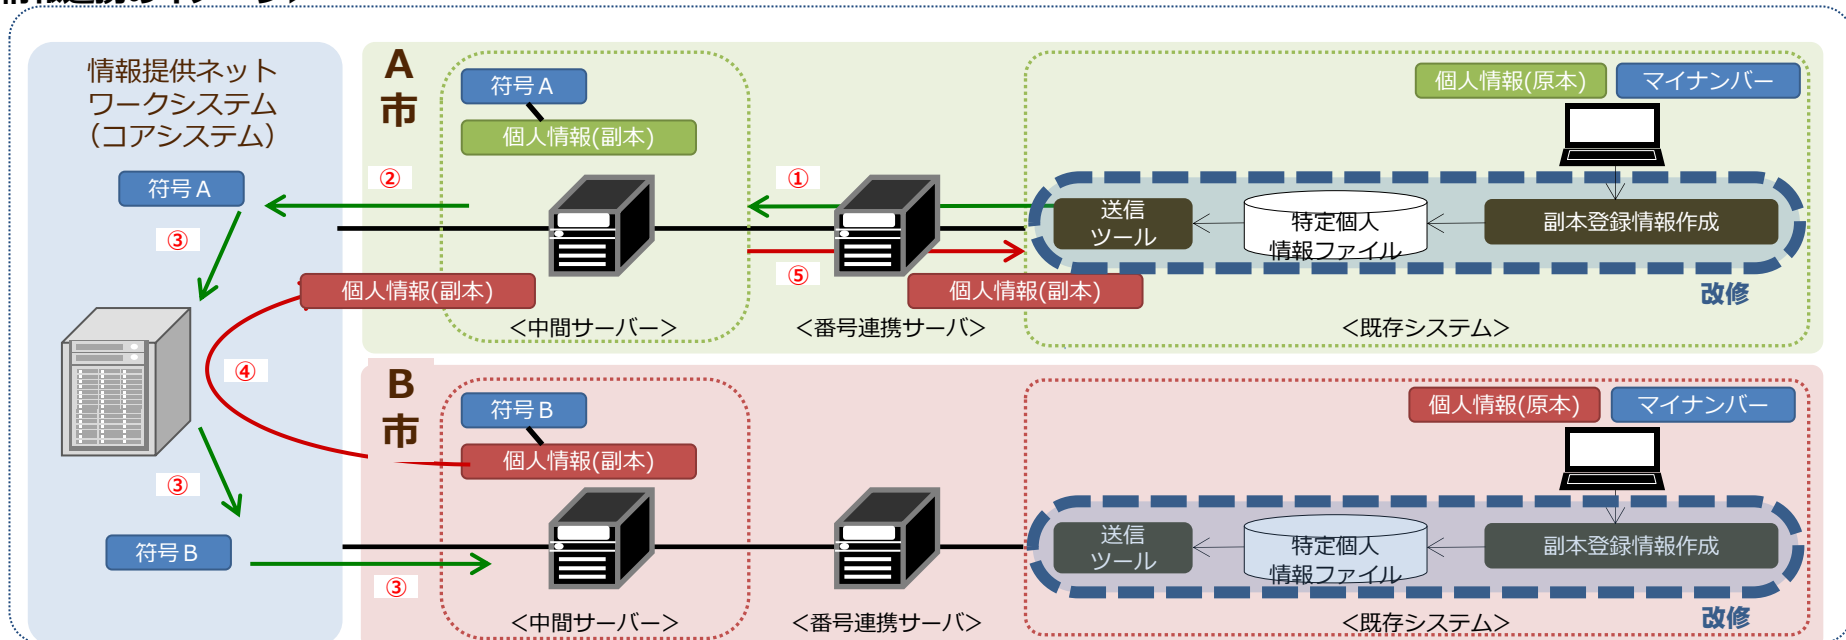 情報提供ネット
ワークシステム
（コアシステム）
符号A
③
④
③
符号B
A
市
符号A
個人情報(副本)
②
①
個人情報(原本)
マイナンバー
送信
ツール
特定個人
情報ファイル
副本登録情報作成
⑤
個人情報(副本)
個人情報(副本)
改修
＜中間サーバー＞
＜番号連携サーバ＞
＜既存システム＞
B
市
符号B
個人情報(副本)
個人情報(原本)
マイナンバー
送信
ツール
特定個人
情報ファイル
副本登録情報作成
③
改修
＜中間サーバー＞
＜番号連携サーバ＞
＜既存システム＞